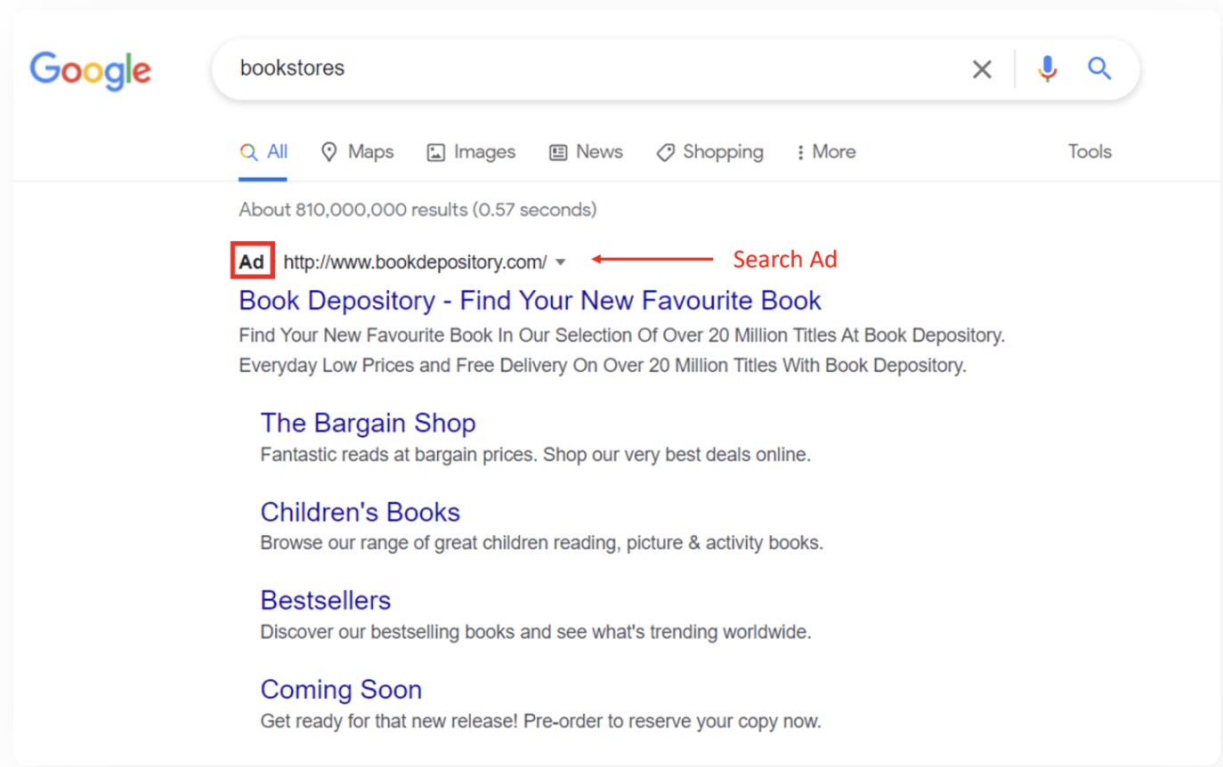 Google
bookstores
All Maps Images News Shopping More Tools
About 810,000,000 results (0.57 seconds)
Ad http://www.bookdepository.com/ Search Ad
Book Depository - Find Your New Favourite Book
Find Your New Favourite Book In Our Selection Of Over 20 Million Titles At Book Depository.
Everyday Low Prices and Free Delivery On Over 20 Million Titles With Book Depository.
The Bargain Shop
Fantastic reads at bargain prices. Shop our very best deals online.
Children's Books
Browse our range of great children reading, picture & activity books.
Bestsellers
Discover our bestselling books and see what's trending worldwide.
Coming Soon
Get ready for that new release! Pre-order to reserve your copy now.